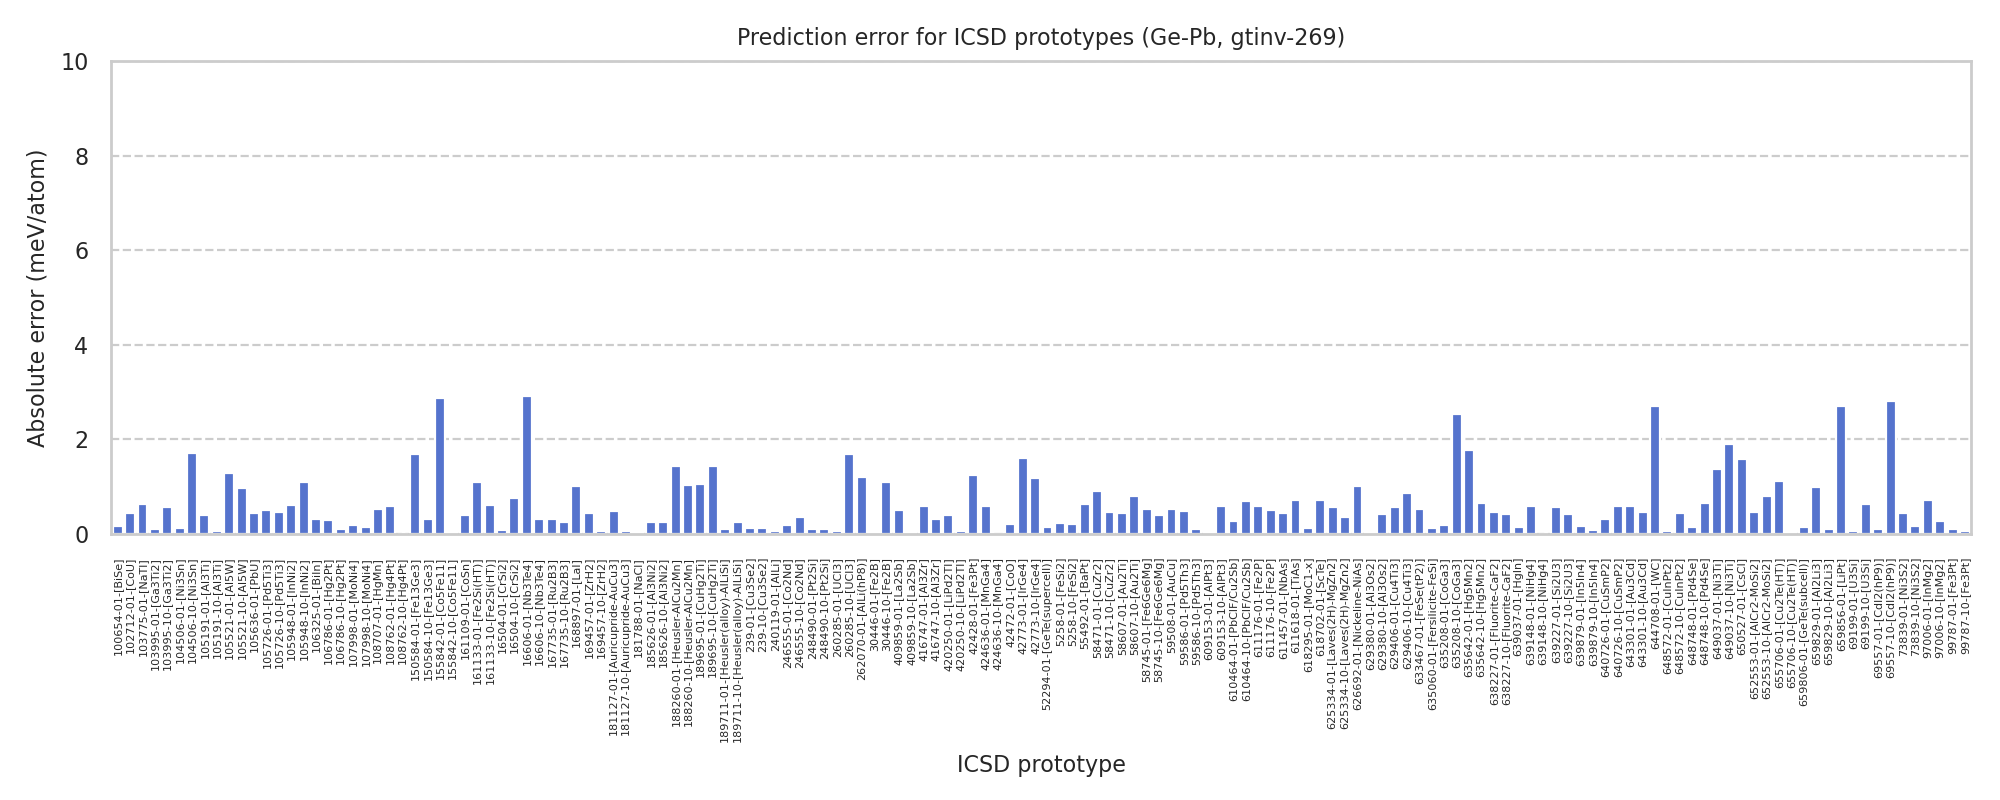 Prediction error for ICSD prototypes (Ge-Pb, gtinv-269)
Absolute error (meV/atom)
10
8
6
4
2
0
100654-01-[BiSe]
102712-01-[CoU]
103775-01-[NaTl]
103995-01-[Ga3Ti2]
103995-10-[Ga3Ti2]
104506-01-[Ni3Sn]
104506-10-[Ni3Sn]
105191-01-[Al3Ti]
105191-10-[Al3Ti]
105521-01-[Al5W]
105521-10-[Al5W]
105636-01-[PbU]
105726-01-[Pd5Ti3]
105726-10-[Pd5Ti3]
105948-01-[InNi2]
105948-10-[InNi2]
106325-01-[BiIn]
106786-01-[Hg2Pt]
106786-10-[Hg2Pt]
107998-01-[MoNi4]
107998-10-[MoNi4]
108707-01-[HgMn]
108762-01-[Hg4Pt]
108762-10-[Hg4Pt]
150584-01-[Fe13Ge3]
150584-10-[Fe13Ge3]
155842-01-[Co5Fe11]
155842-10-[Co5Fe11]
161109-01-[CoSn]
161133-01-[Fe2Si(HT)]
161133-10-[Fe2Si(HT)]
16504-01-[CrSi2]
16504-10-[CrSi2]
16606-01-[Nb3Te4]
16606-10-[Nb3Te4]
167735-01-[Ru2B3]
167735-10-[Ru2B3]
168897-01-[LaI]
169457-01-[ZrH2]
169457-10-[ZrH2]
181127-01-[Auricupride-AuCu3]
181127-10-[Auricupride-AuCu3]
181788-01-[NaCl]
185626-01-[Al3Ni2]
185626-10-[Al3Ni2]
188260-01-[Heusler-AlCu2Mn]
188260-10-[Heusler-AlCu2Mn]
189695-01-[CuHg2Ti]
189695-10-[CuHg2Ti]
189711-01-[Heusler(alloy)-AlLiSi]
189711-10-[Heusler(alloy)-AlLiSi]
239-01-[Cu3Se2]
239-10-[Cu3Se2]
240119-01-[AlLi]
246555-01-[Co2Nd]
246555-10-[Co2Nd]
248490-01-[Pt2Si]
248490-10-[Pt2Si]
260285-01-[UCl3]
260285-10-[UCl3]
262070-01-[AlLi(hP8)]
30446-01-[Fe2B]
30446-10-[Fe2B]
409859-01-[La2Sb]
409859-10-[La2Sb]
416747-01-[Al3Zr]
416747-10-[Al3Zr]
420250-01-[LiPd2Tl]
420250-10-[LiPd2Tl]
42428-01-[Fe3Pt]
424636-01-[MnGa4]
424636-10-[MnGa4]
42472-01-[CoO]
42773-01-[IrGe4]
42773-10-[IrGe4]
52294-01-[GeTe(supercell)]
5258-01-[FeSi2]
5258-10-[FeSi2]
55492-01-[BaPt]
58471-01-[CuZr2]
58471-10-[CuZr2]
58607-01-[Au2Ti]
58607-10-[Au2Ti]
58745-01-[Fe6Ge6Mg]
58745-10-[Fe6Ge6Mg]
59508-01-[AuCu]
59586-01-[Pd5Th3]
59586-10-[Pd5Th3]
609153-01-[AlPt3]
609153-10-[AlPt3]
610464-01-[PbClF/Cu2Sb]
610464-10-[PbClF/Cu2Sb]
611176-01-[Fe2P]
611176-10-[Fe2P]
611457-01-[NbAs]
611618-01-[TiAs]
618295-01-[MoC1-x]
618702-01-[ScTe]
625334-01-[Laves(2H)-MgZn2]
625334-10-[Laves(2H)-MgZn2]
626692-01-[Nickeline-NiAs]
629380-01-[Al3Os2]
629380-10-[Al3Os2]
629406-01-[Cu4Ti3]
629406-10-[Cu4Ti3]
633467-01-[FeSe(tP2)]
635060-01-[Fersilicite-FeSi]
635208-01-[CoGa3]
635208-10-[CoGa3]
635642-01-[Hg5Mn2]
635642-10-[Hg5Mn2]
638227-01-[Fluorite-CaF2]
638227-10-[Fluorite-CaF2]
639037-01-[HgIn]
639148-01-[NiHg4]
639148-10-[NiHg4]
639227-01-[Si2U3]
639227-10-[Si2U3]
639879-01-[In5In4]
639879-10-[In5In4]
640726-01-[CuSmP2]
640726-10-[CuSmP2]
643301-01-[Au3Cd]
643301-10-[Au3Cd]
644708-01-[WC]
648572-01-[CuInPt2]
648572-10-[CuInPt2]
648748-01-[Pd4Se]
648748-10-[Pd4Se]
649037-01-[Ni3Ti]
649037-10-[Ni3Ti]
650527-01-[CsCl]
652553-01-[AlCr2-MoSi2]
652553-10-[AlCr2-MoSi2]
655706-01-[Cu2Te(HT)]
655706-10-[Cu2Te(HT)]
659806-01-[GeTe(subcell)]
659829-01-[Al2Li3]
659829-10-[Al2Li3]
659856-01-[LiPt]
69199-01-[U3Si]
69199-10-[U3Si]
69557-01-[CdI2(hP9)]
69557-10-[CdI2(hP9)]
73839-01-[Ni3S2]
73839-10-[Ni3S2]
97006-01-[InMg2]
97006-10-[InMg2]
99787-01-[Fe3Pt]
99787-10-[Fe3Pt]
ICSD prototype